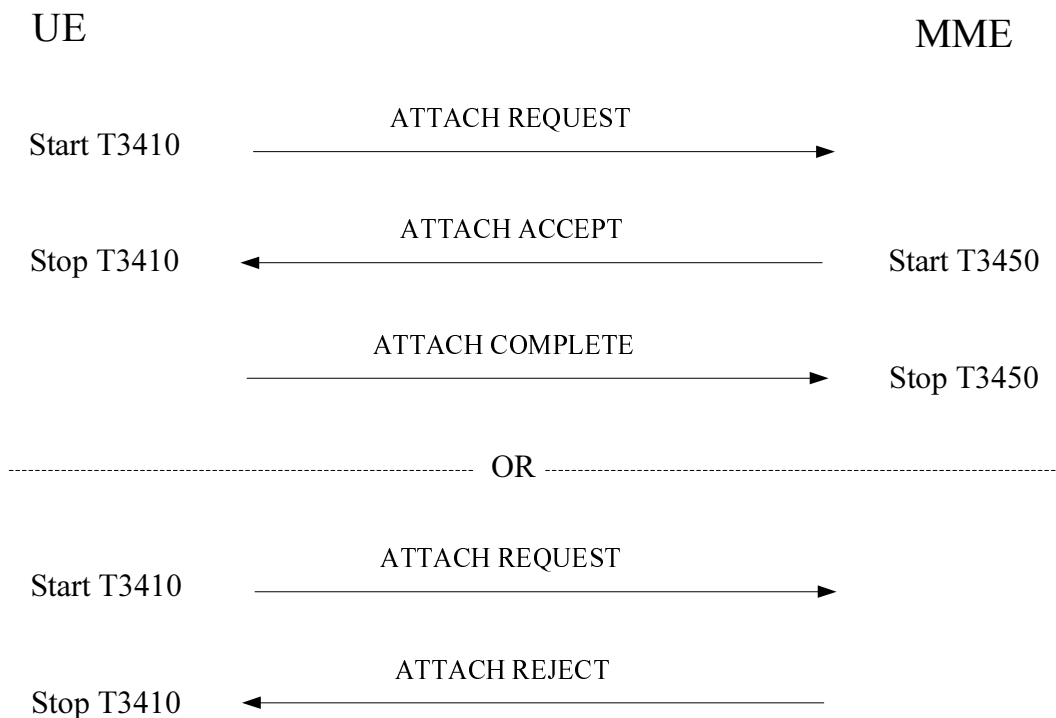 UE MME
ATTACH REQUEST
Start T3410
ATTACH ACCEPT
Stop T3410 Start T3450
ATTACH COMPLETE
Stop T3450
OR
ATTACH REQUEST
Start T3410
ATTACH REJECT
Stop T3410